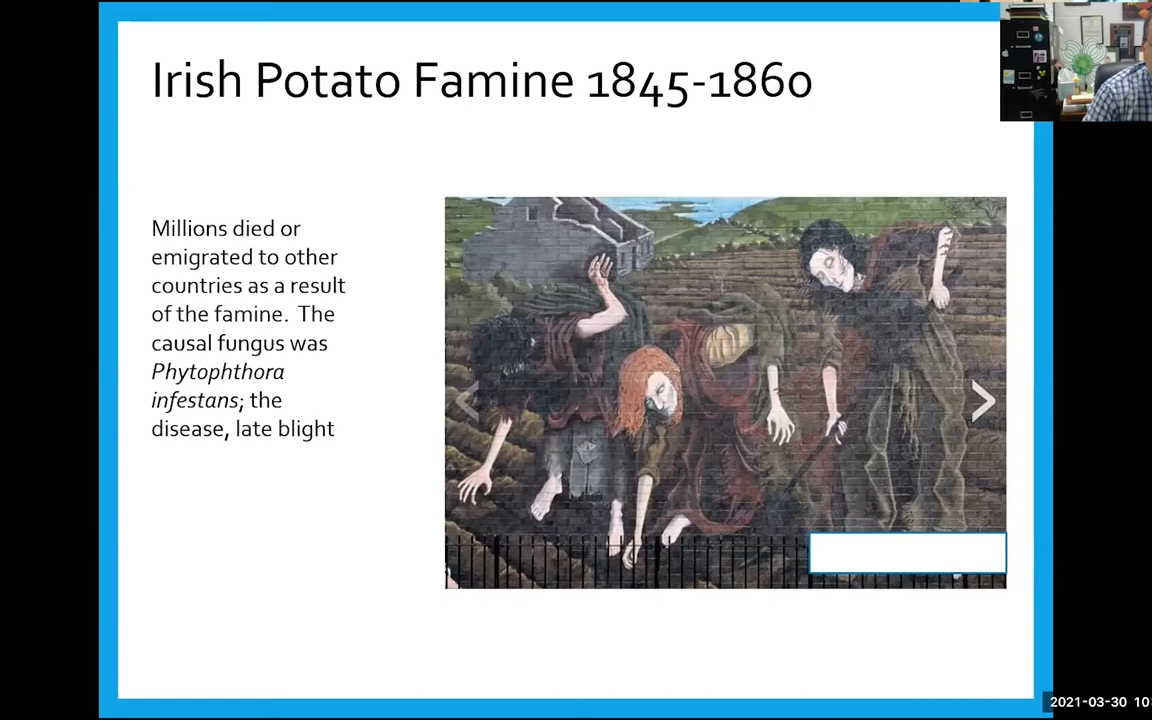 Irish Potato Famine 1845-1860
Millions died or
emigrated to other
countries as a result
of the famine.  The
causal fungus was
Phytophthora
infestans; the
disease, late blight
2021-03-30 10